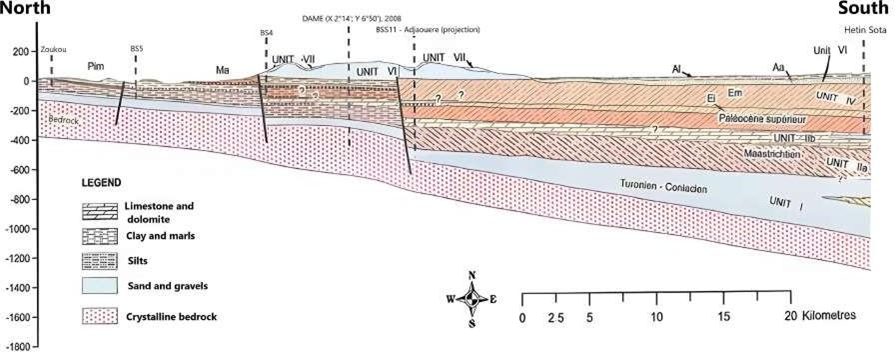 North
South
DAME (X 2°14'; Y 6°50'), 2008
BSS11 - Adjaouere (projection)
Hetin Sota
Zoukou
BS5
BS4
UNIT VII
UNIT VII
Unit VI
Pim
Ma
UNIT VI
Al
Aa
200
0
-200
-400
-600
-800
-1000
-1200
-1400
-1600
-1800
? ? ? ?
Em
Ei
UNIT IV
Paléocène supérieur
?
UNIT IIb
Maastrichtien
UNIT IIa
?
Bedrock
Turonien - Coniacien
UNIT I
LEGEND
Limestone and
dolomite
Clay and marls
Silts
Sand and gravels
Crystalline bedrock
N
W E
S
0 2 5 5 10 15 20 Kilometres